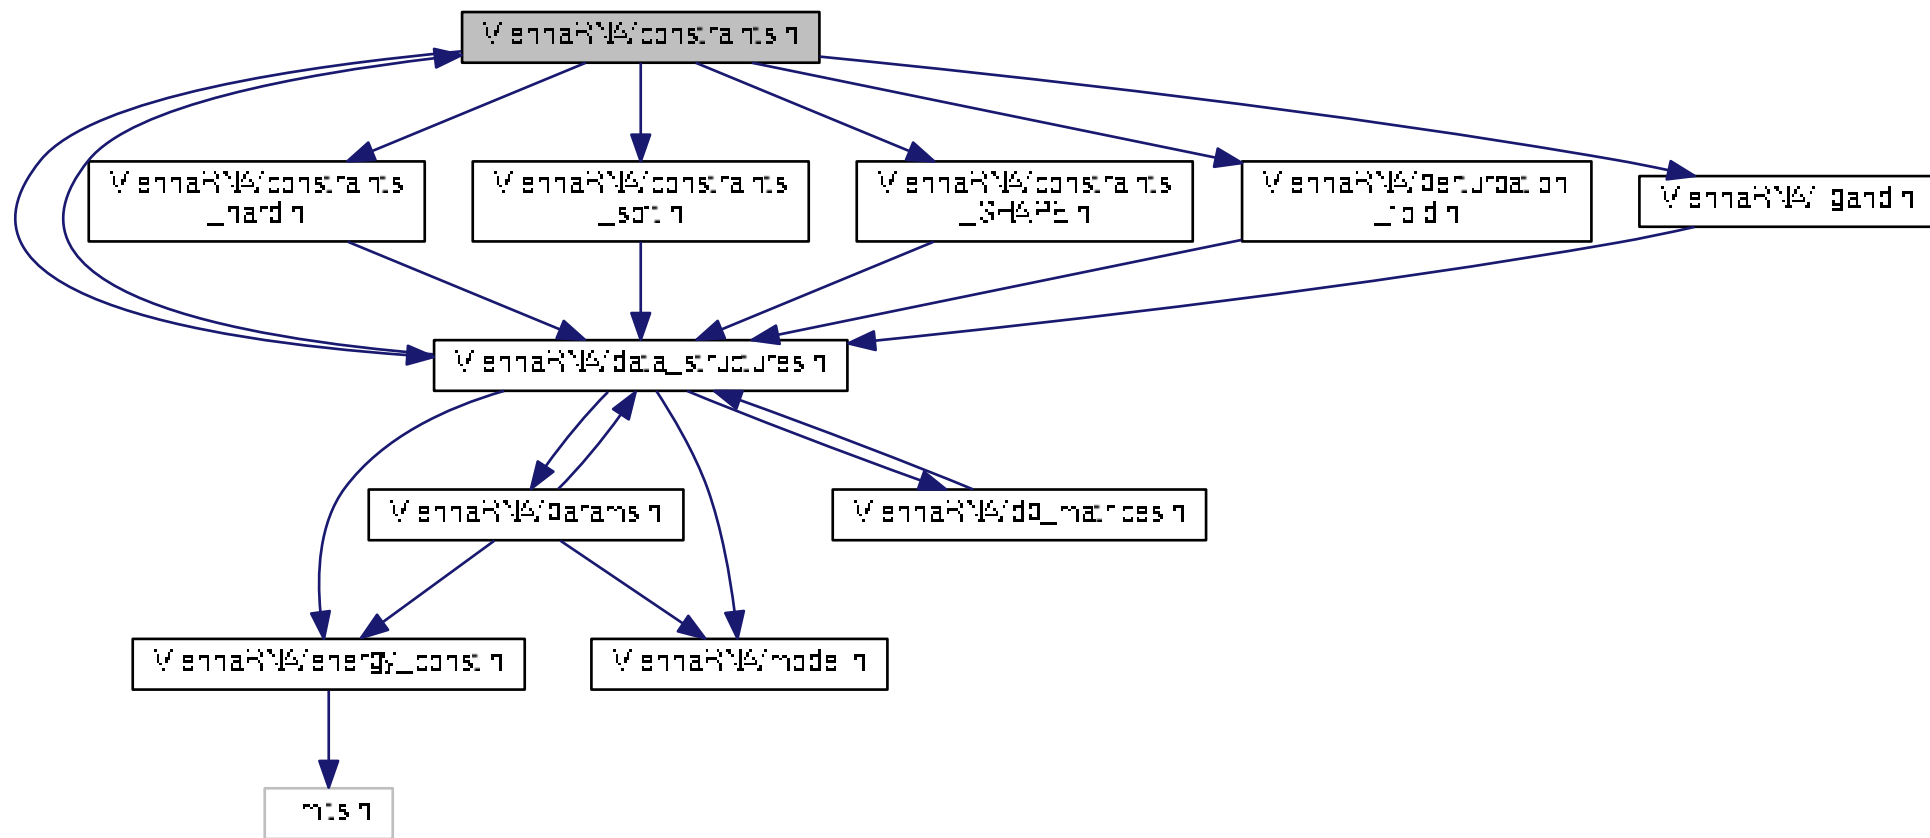 ViennaRNA/constraints.h
ViennaRNA/constraints
_hard.h
ViennaRNA/constraints
_soft.h
ViennaRNA/constraints
_SHAPE.h
ViennaRNA/perturbation
_fold.h
ViennaRNA/ligand.h
ViennaRNA/data_structures.h
ViennaRNA/params.h
ViennaRNA/dp_matrices.h
ViennaRNA/energy_const.h
ViennaRNA/model.h
limits.h